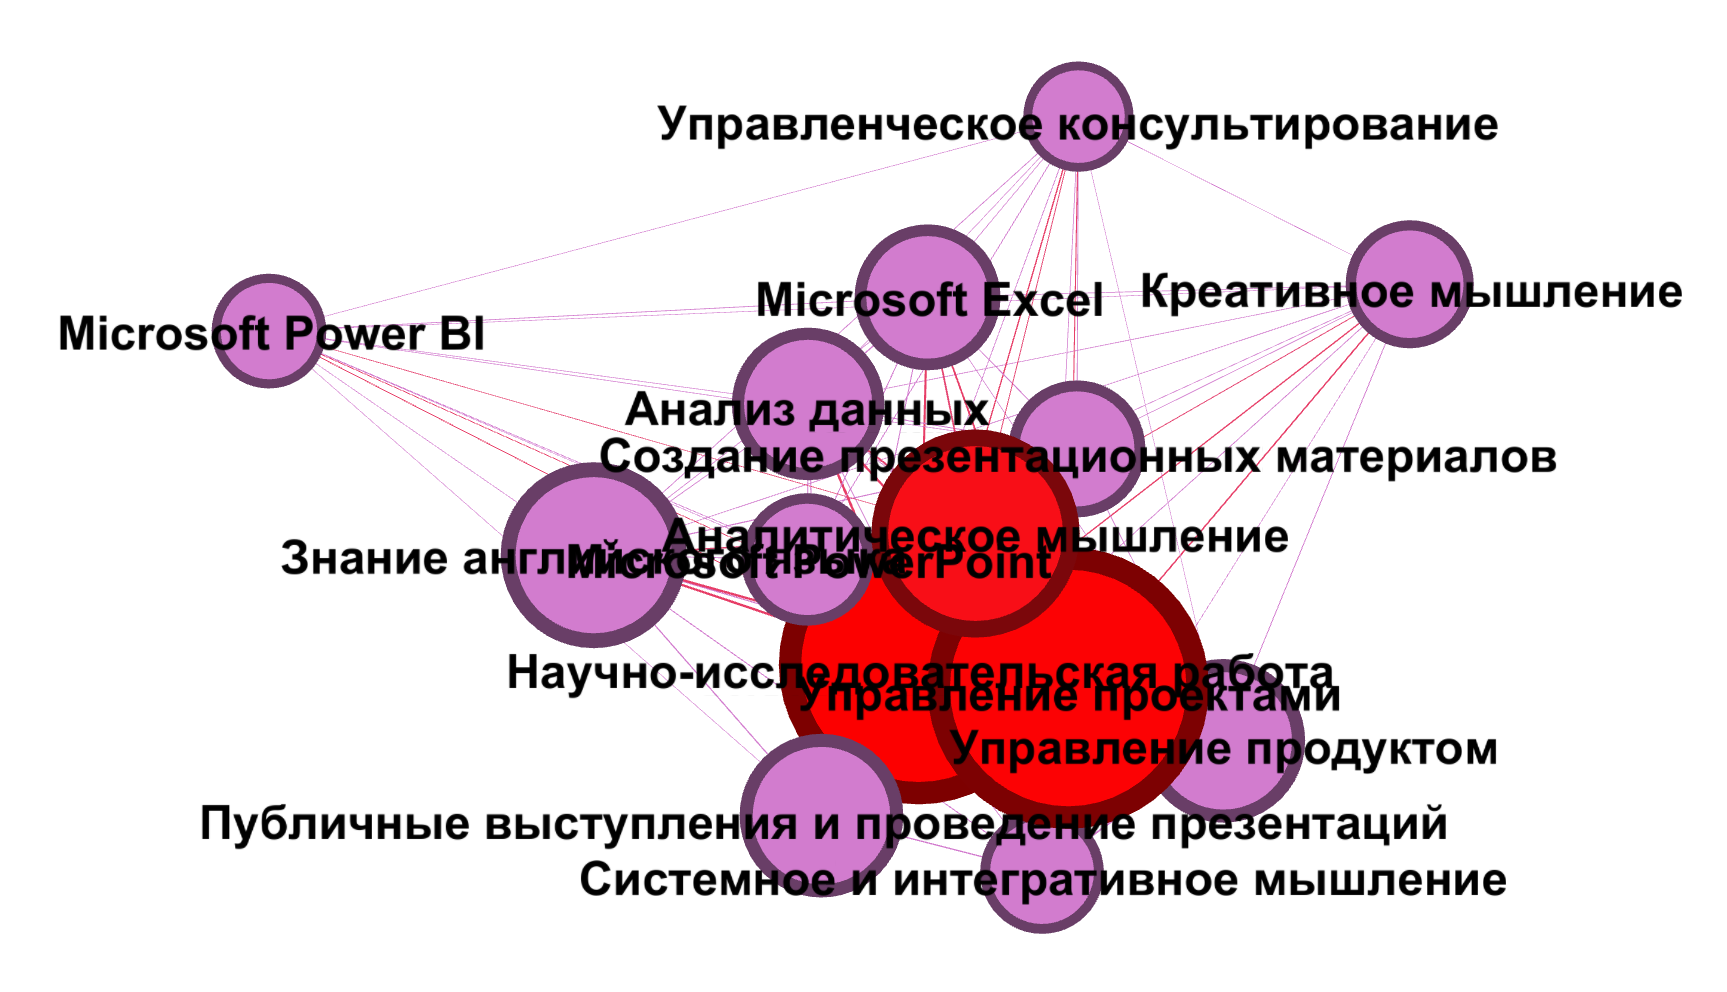 Управленческое консультирование
Креативное мышление
Microsoft Excel
Microsoft Power BI
Анализ данных
Создание презентационных материалов
Аналитическое мышление
Знание английского языка
Microsoft PowerPoint
Научно-исследовательская работа
Управление проектами
Управление продуктом
Публичные выступления и проведение презентаций
Системное и интегративное мышление